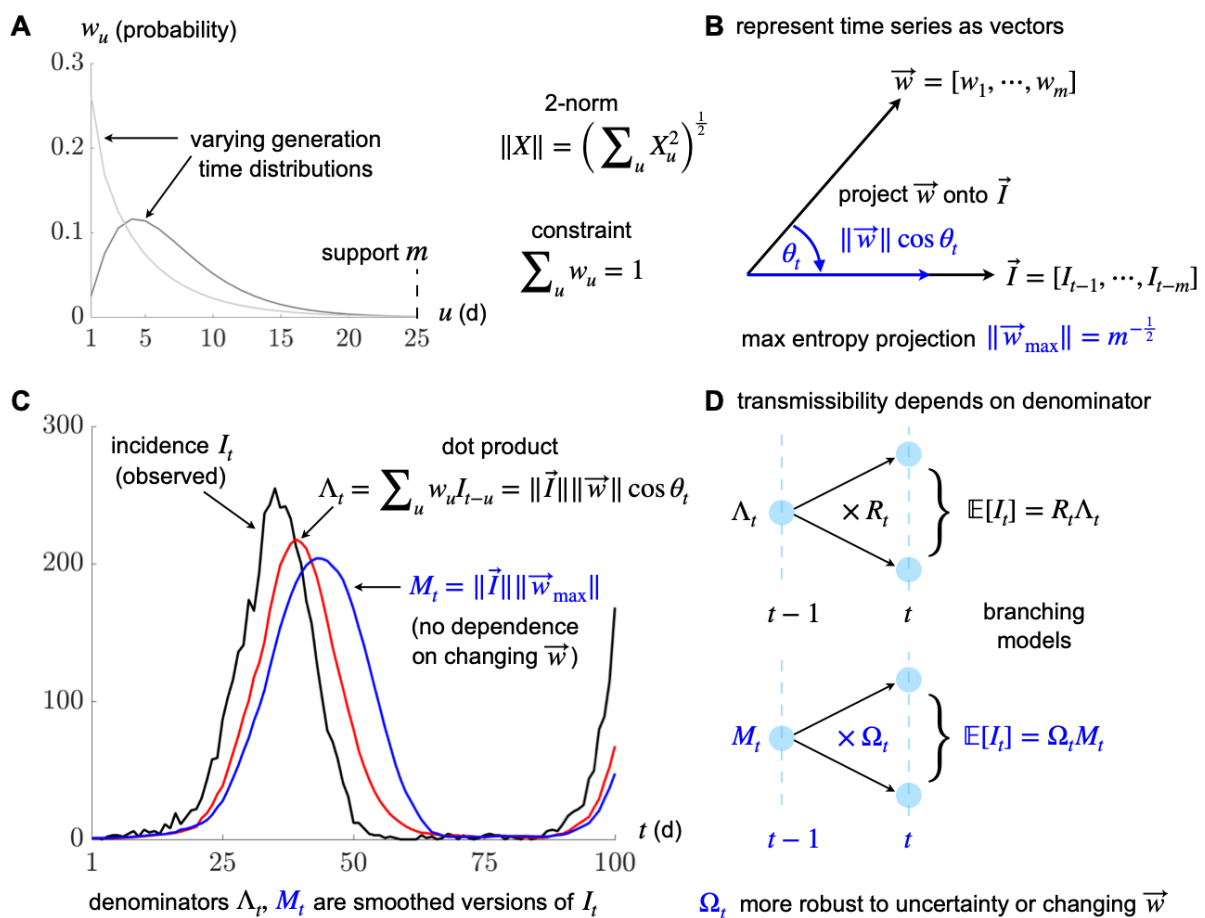 A
w_u (probability)
0.3
0.2
0.1
0
1
5
10
15
20
25
u (d)
varying generation
time distributions
support m
2-norm
‖X‖ = (∑_u X_u^2)^{1/2}
constraint
∑_u w_u = 1
B represent time series as vectors
w⃗ = [w_1, ⋯, w_m]
project w⃗ onto I⃗
θ_t
‖w⃗‖ cos θ_t
I⃗ = [I_{t−1}, ⋯, I_{t−m}]
max entropy projection ‖w⃗_max‖ = m^{−1/2}
C
300
200
100
0
1
25
50
75
100
t (d)
incidence I_t
(observed)
dot product
Λ_t = ∑_u w_u I_{t−u} = ‖I⃗‖‖w⃗‖ cos θ_t
M_t = ‖I⃗‖‖w⃗_max‖
(no dependence
on changing w⃗)
denominators Λ_t, M_t are smoothed versions of I_t
D transmissibility depends on denominator
Λ_t
× R_t
𝔼[I_t] = R_tΛ_t
t − 1
t
branching
models
M_t
× Ω_t
𝔼[I_t] = Ω_tM_t
t − 1
t
Ω_t more robust to uncertainty or changing w⃗